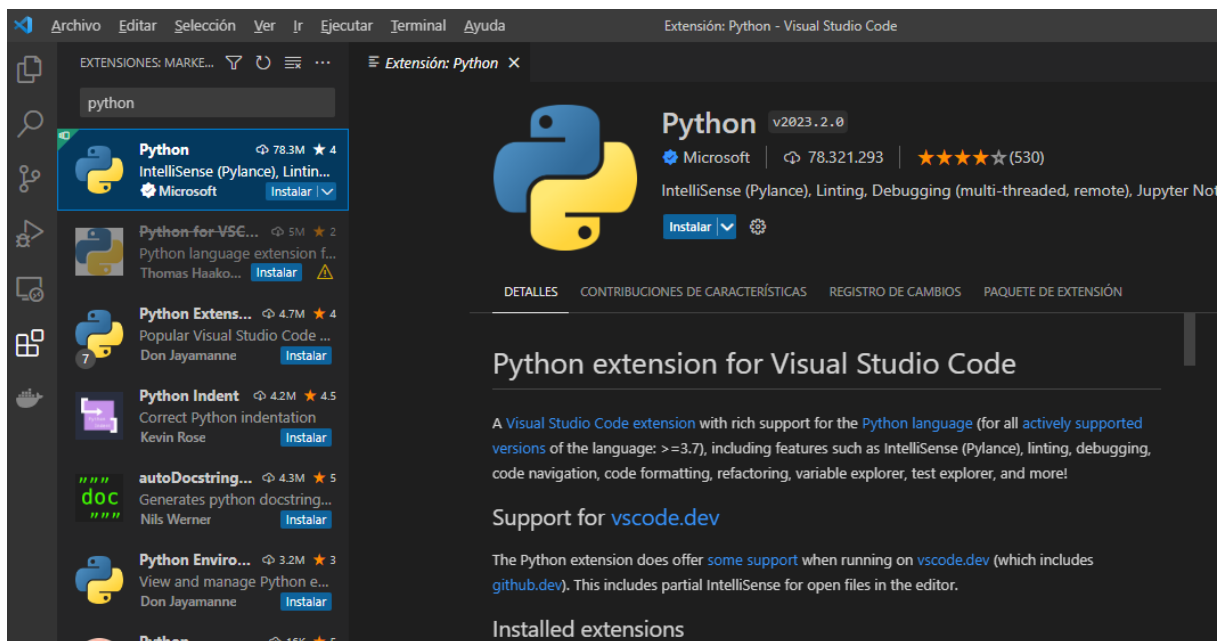 Archivo Editar Selección Ver Ir Ejecutar Terminal Ayuda
Extensión: Python - Visual Studio Code
EXTENSIONES: MARKE...
python
Python 78.3M ★ 4
IntelliSense (Pylance), Lintin...
Microsoft Instalar
Python for VSC... 5M ★ 2
Python language extension f...
Thomas Haako... Instalar
Python Extens... 4.7M ★ 4
Popular Visual Studio Code ...
7
Don Jayamanne Instalar
Python Indent 4.2M ★ 4.5
Correct Python indentation
Kevin Rose Instalar
autoDocstring... 4.3M ★ 5
""" doc """
Generates python docstring...
Nils Werner Instalar
Python Enviro... 3.2M ★ 3
View and manage Python e...
Don Jayamanne Instalar
Python 16K ★ 5
Extensión: Python
Python v2023.2.0
Microsoft 78.321.293 (530)
IntelliSense (Pylance), Linting, Debugging (multi-threaded, remote), Jupyter Not
Instalar
DETALLES CONTRIBUCIONES DE CARACTERÍSTICAS REGISTRO DE CAMBIOS PAQUETE DE EXTENSIÓN
Python extension for Visual Studio Code
A Visual Studio Code extension with rich support for the Python language (for all actively supported
versions of the language: >=3.7), including features such as IntelliSense (Pylance), linting, debugging,
code navigation, code formatting, refactoring, variable explorer, test explorer, and more!
Support for vscode.dev
The Python extension does offer some support when running on vscode.dev (which includes
github.dev). This includes partial IntelliSense for open files in the editor.
Installed extensions